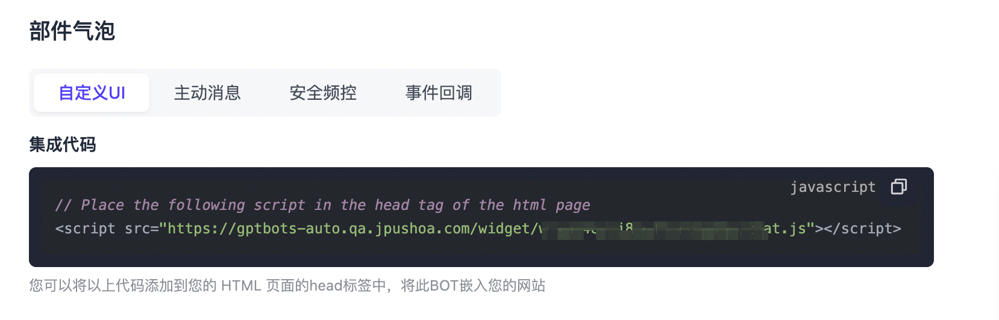 部件气泡
自定义UI 主动消息 安全频控 事件回调
集成代码
javascript
// Place the following script in the head tag of the html page
<script src="https://gptbots-auto.qa.jpushoa.com/widget/ at.js"></script>
您可以将以上代码添加到您的 HTML 页面的head标签中，将此BOT嵌入您的网站